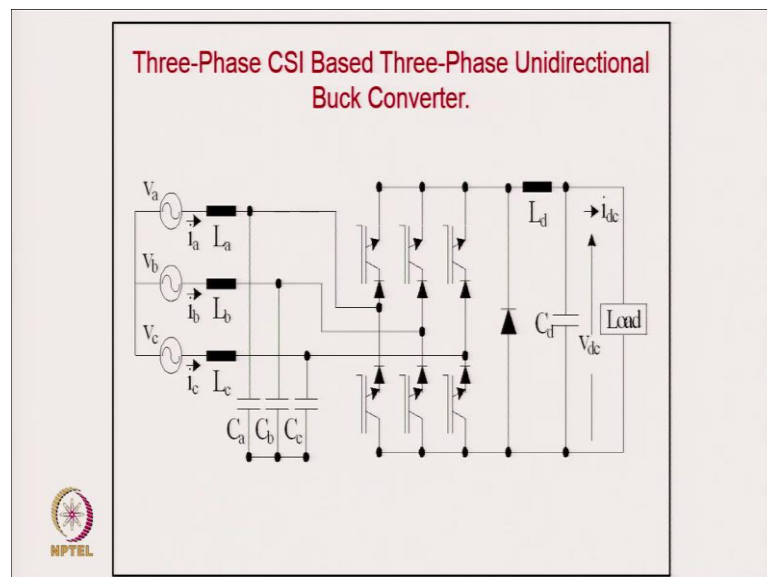 Three-Phase CSI Based Three-Phase Unidirectional
Buck Converter.
Va
ia
La
Vb
ib
Lb
Vc
ic
Lc
Ca
Cb
Cc
Ld
idc
Cd
Vdc
Load
NPTEL